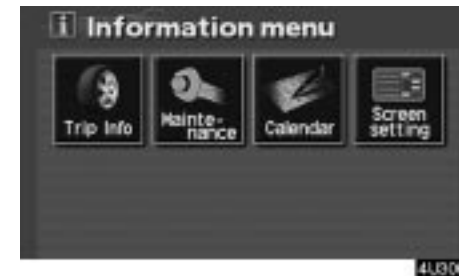 i Information menu
Trip Info
Mainte-
nance
Calendar
Screen
setting
4U30